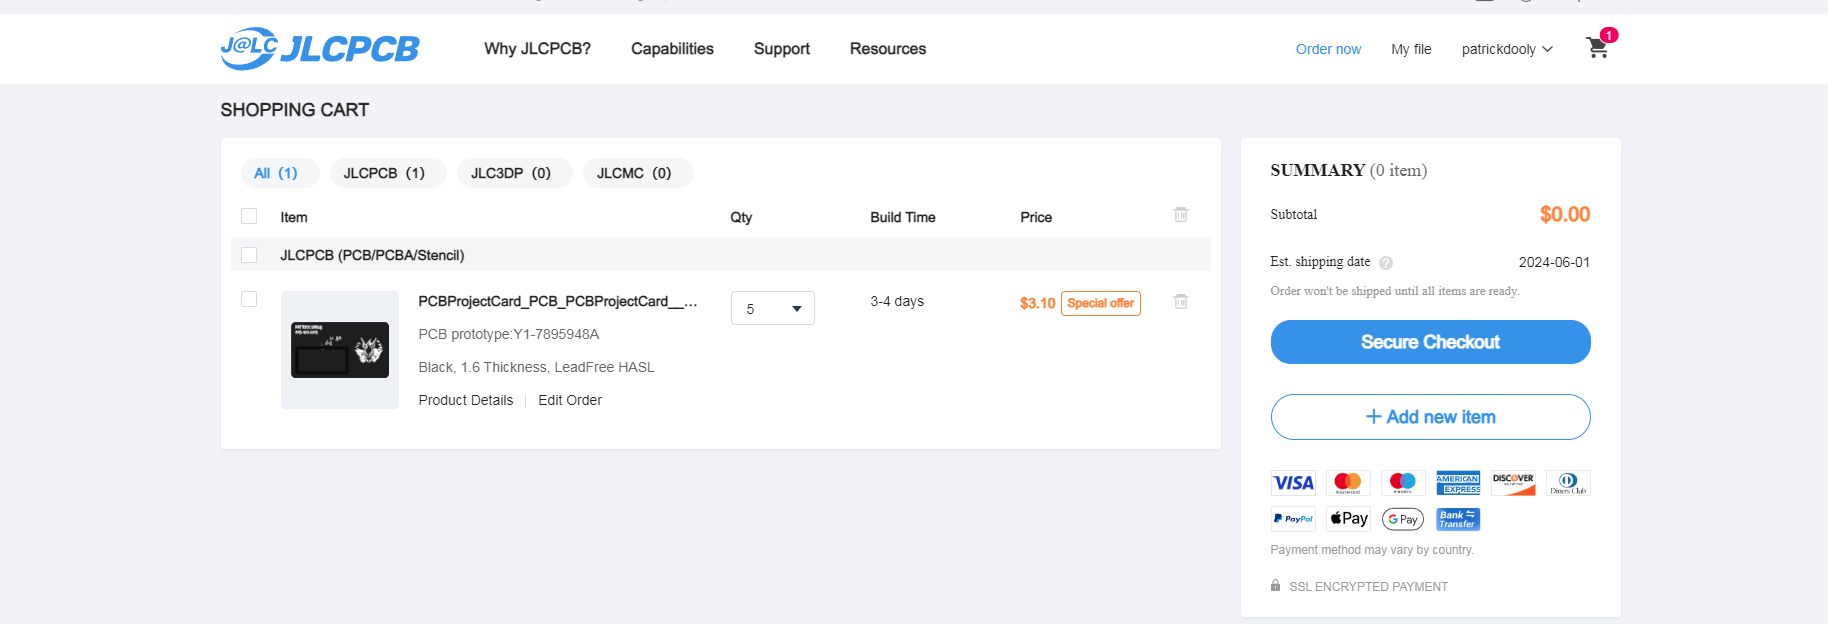 J@LC JLCPCB
Why JLCPCB?
Capabilities
Support
Resources
Order now
My file
patrickdooly
1
SHOPPING CART
All (1)
JLCPCB (1)
JLC3DP (0)
JLCMC (0)
Item
Qty
Build Time
Price
JLCPCB (PCB/PCBA/Stencil)
PCBProjectCard_PCB_PCBProjectCard__...
5
3-4 days
$3.10
Special offer
PCB prototype:Y1-7895948A
Black, 1.6 Thickness, LeadFree HASL
Product Details
Edit Order
SUMMARY (0 item)
Subtotal
$0.00
Est. shipping date ?
2024-06-01
Order won't be shipped until all items are ready.
Secure Checkout
+ Add new item
VISA
mastercard
maestro
AMERICAN EXPRESS
DISCOVER
Diners Club
PayPal
Pay
G Pay
Bank Transfer
Payment method may vary by country.
SSL ENCRYPTED PAYMENT